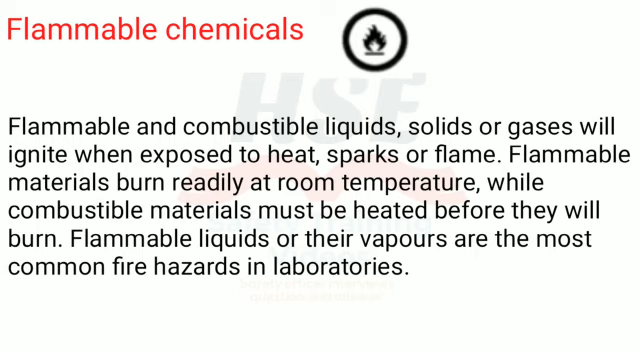 Flammable chemicals
Flammable and combustible liquids, solids or gases will
ignite when exposed to heat, sparks or flame. Flammable
materials burn readily at room temperature, while
combustible materials must be heated before they will
burn. Flammable liquids or their vapours are the most
common fire hazards in laboratories.
HSE